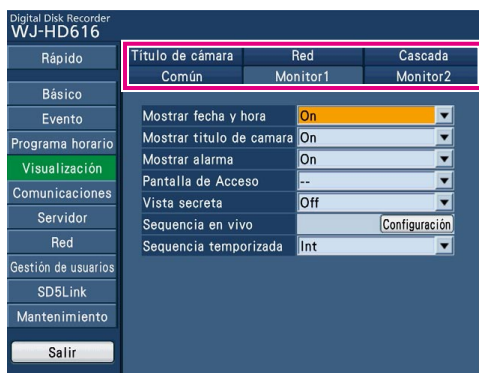 Digital Disk Recorder
WJ-HD616
Rápido
Básico
Evento
Programa horario
Visualización
Comunicaciones
Servidor
Red
Gestión de usuarios
SD5Link
Mantenimiento
Salir
Titulo de cámara Red Cascada
Común Monitor1 Monitor2
Mostrar fecha y hora On
Mostrar titulo de camara On
Mostrar alarma On
Pantalla de Acceso --
Vista secreta Off
Sequencia en vivo Configuración
Sequencia temporizada Int